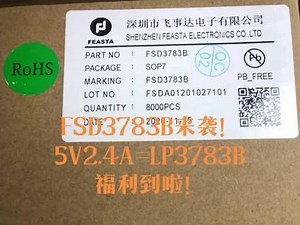 RoHS
FEASTA
深圳市飞事达电子有限公司
SHENZHEN FEASTA ELECTRONICS CO.,LTD
PART NO : FSD3783B
PACKAGE : SOP7
MARKING : FSD3783B
LOT NO : FSDA01201027101
QUANTITY : 8000PCS
QC
02
Pb
PB_FREE
FSD3783B来袭!
5V2.4A=LP3783B
福利到啦!